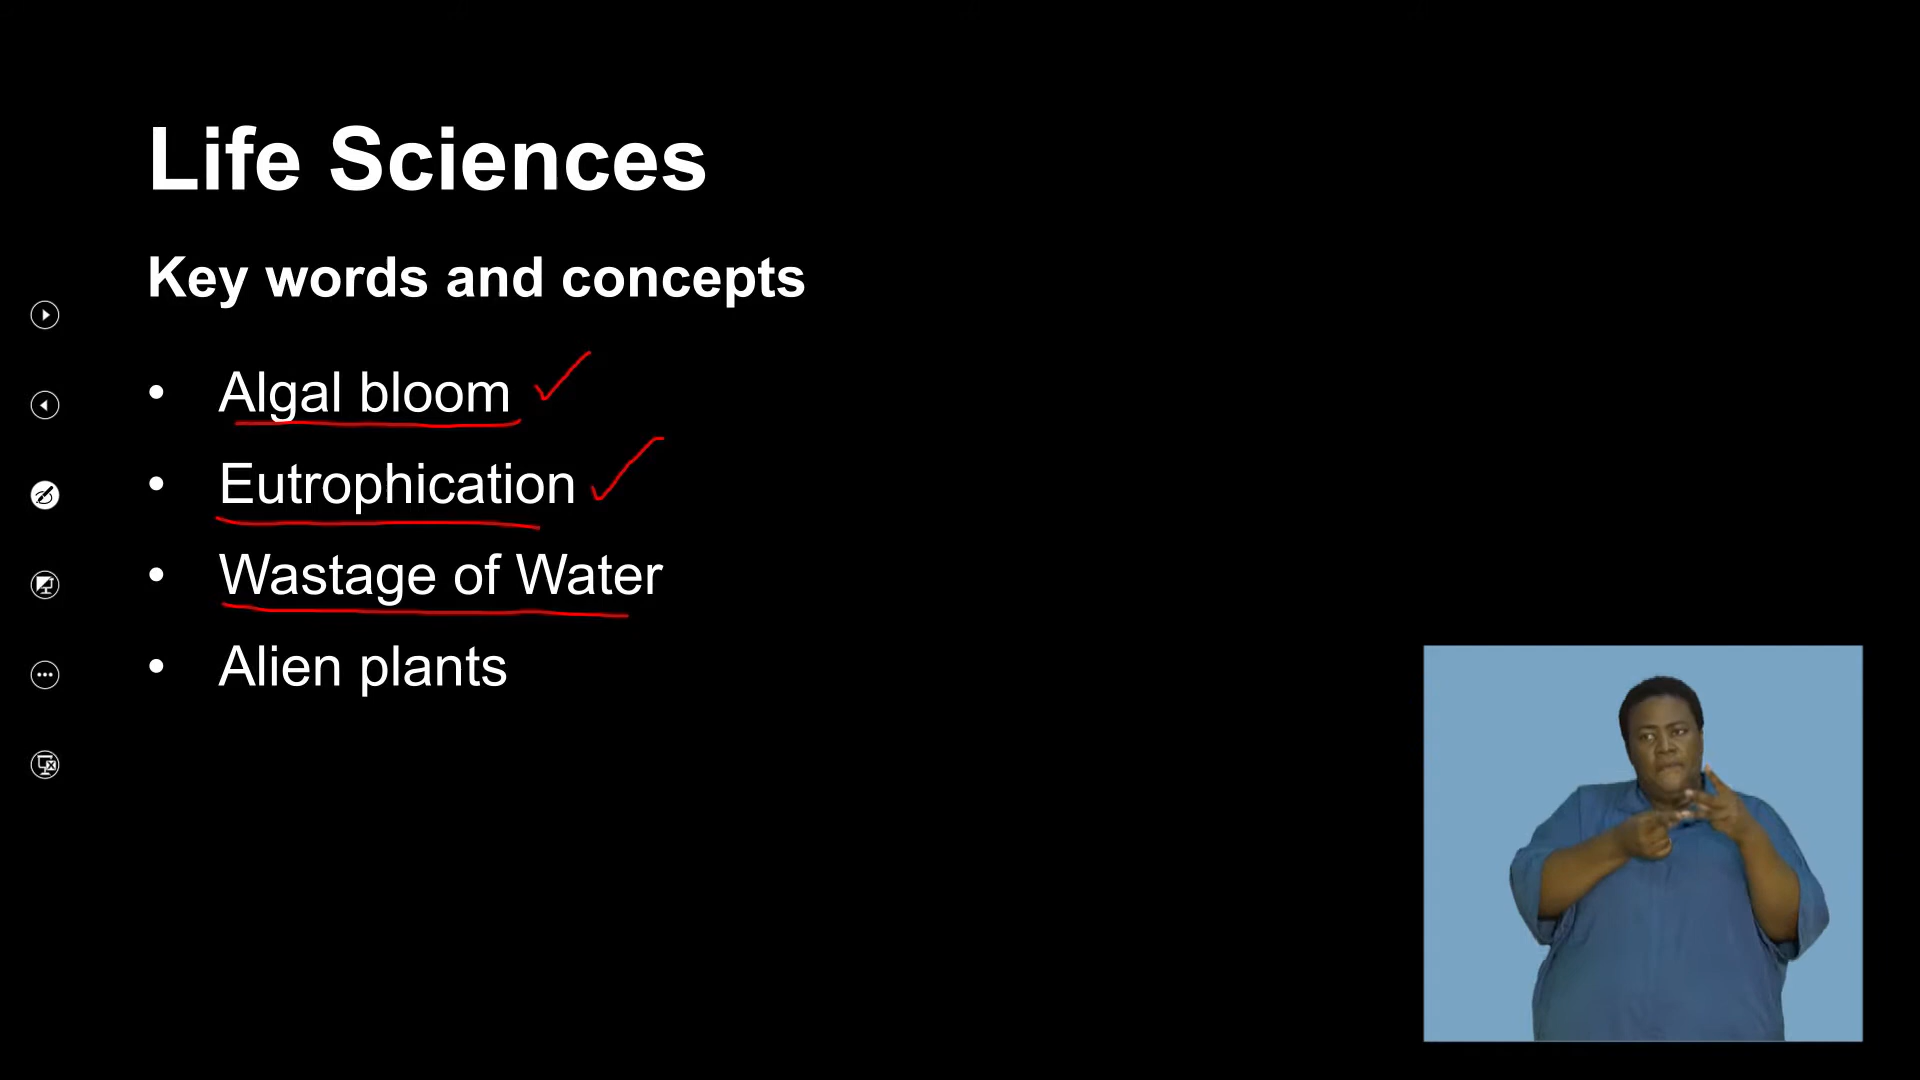 Life Sciences
Key words and concepts
• Algal bloom
• Eutrophication
• Wastage of Water
• Alien plants